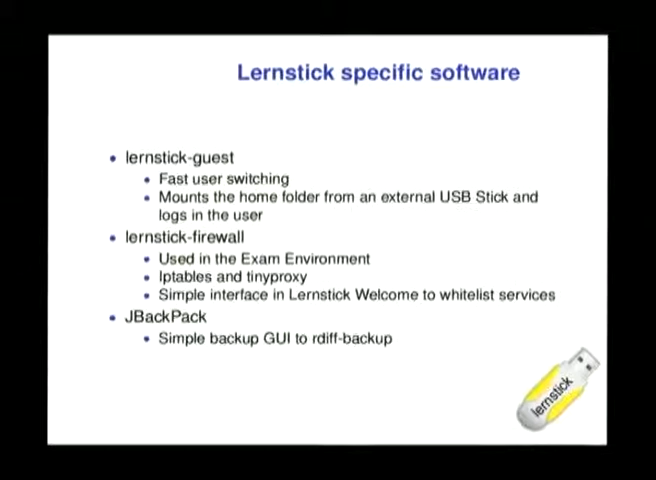 Lernstick specific software
• lernstick-guest
• Fast user switching
• Mounts the home folder from an external USB Stick and
logs in the user
• lernstick-firewall
• Used in the Exam Environment
• Iptables and tinyproxy
• Simple interface in Lernstick Welcome to whitelist services
• JBackPack
• Simple backup GUI to rdiff-backup
lernstick